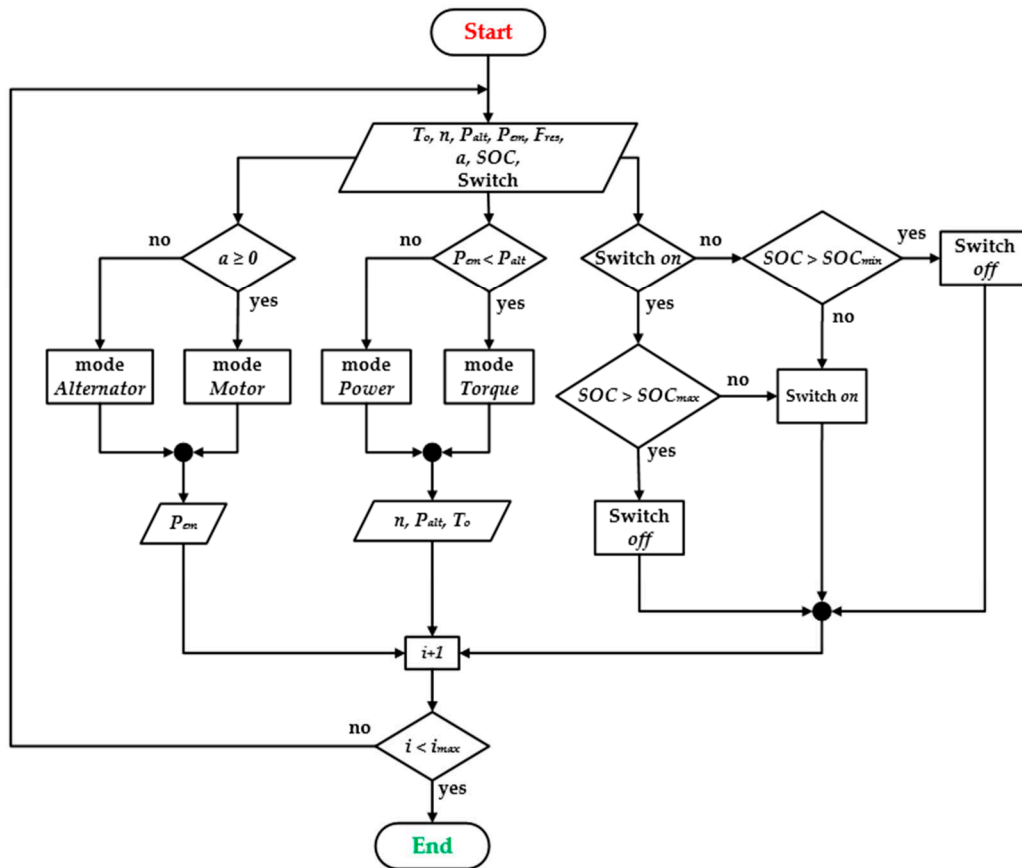 Start
To, n, Palt, Pem, Fres,
a, SOC,
Switch
no
a ≥ 0
yes
no
Pem < Palt
yes
Switch on
no
yes
SOC > SOCmin
yes
no
Switch
off
mode
Alternator
mode
Motor
mode
Power
mode
Torque
SOC > SOCmax
no
yes
Switch on
Pem
n, Palt, To
Switch
off
i+1
no
i < imax
yes
End